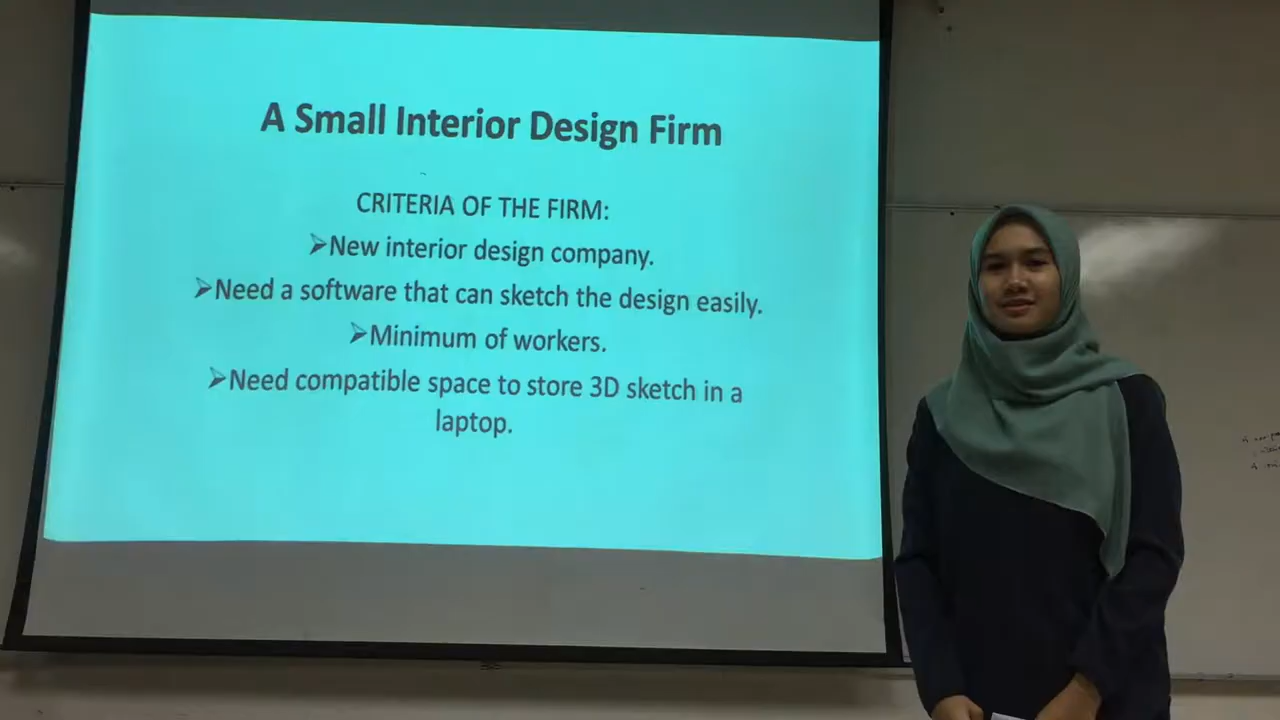 A Small Interior Design Firm
CRITERIA OF THE FIRM:
➢New interior design company.
➢Need a software that can sketch the design easily.
➢Minimum of workers.
➢Need compatible space to store 3D sketch in a
laptop.